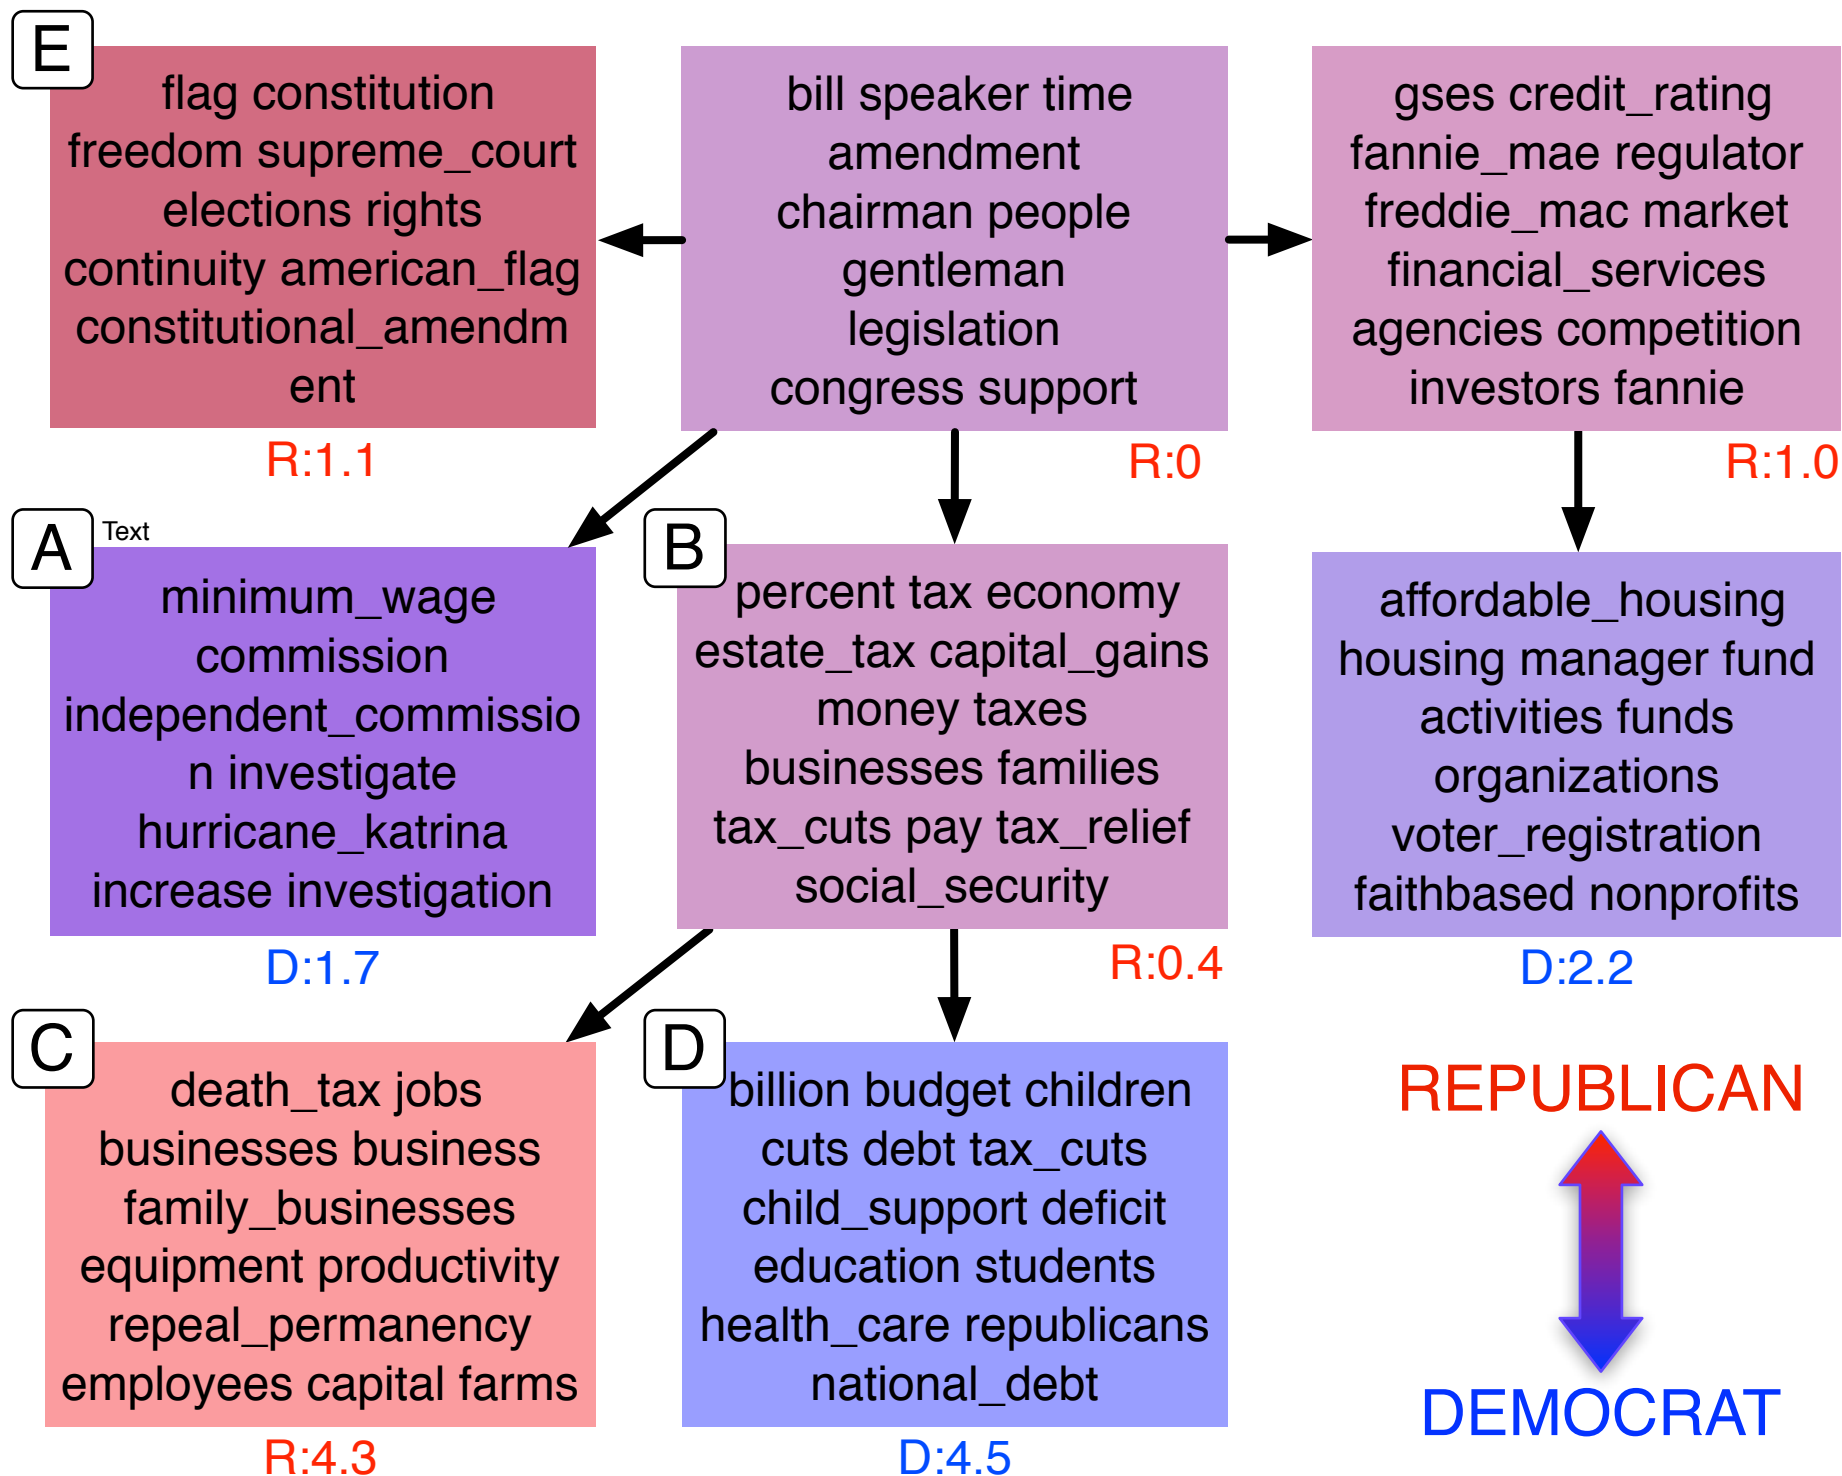 E
flag constitution
freedom supreme_court
elections rights
continuity american_flag
constitutional_amendm
ent
R:1.1
bill speaker time
amendment
chairman people
gentleman
legislation
congress support
R:0
gses credit_rating
fannie_mae regulator
freddie_mac market
financial_services
agencies competition
investors fannie
R:1.0
A
Text
minimum_wage
commission
independent_commissio
n investigate
hurricane_katrina
increase investigation
D:1.7
B
percent tax economy
estate_tax capital_gains
money taxes
businesses families
tax_cuts pay tax_relief
social_security
R:0.4
affordable_housing
housing manager fund
activities funds
organizations
voter_registration
faithbased nonprofits
D:2.2
C
death_tax jobs
businesses business
family_businesses
equipment productivity
repeal_permanency
employees capital farms
R:4.3
D
billion budget children
cuts debt tax_cuts
child_support deficit
education students
health_care republicans
national_debt
D:4.5
REPUBLICAN
DEMOCRAT